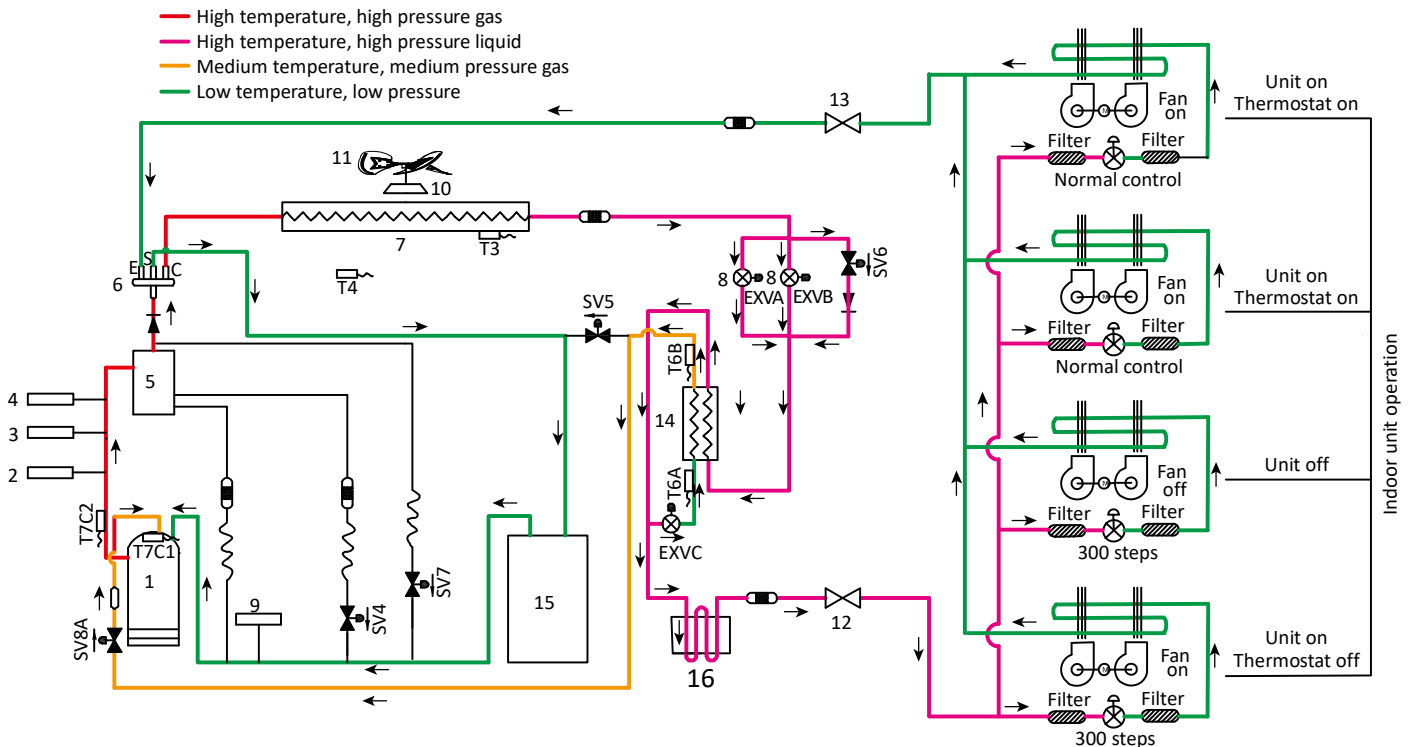 High temperature, high pressure gas
High temperature, high pressure liquid
Medium temperature, medium pressure gas
Low temperature, low pressure
13
11
10
7
T3
T4
E
S
C
6
SV5
8
EXVA
8
EXVB
SV6
T6B
14
T6A
EXVC
5
4
3
2
T7C2
T7C1
1
SV8A
9
SV4
SV7
15
16
12
M
Fan
on
Filter
Filter
Normal control
Unit on
Thermostat on
M
Fan
on
Filter
Filter
Normal control
Unit on
Thermostat on
M
Fan
off
Filter
Filter
300 steps
Unit off
M
Fan
on
Filter
Filter
300 steps
Unit on
Thermostat off
Indoor unit operation